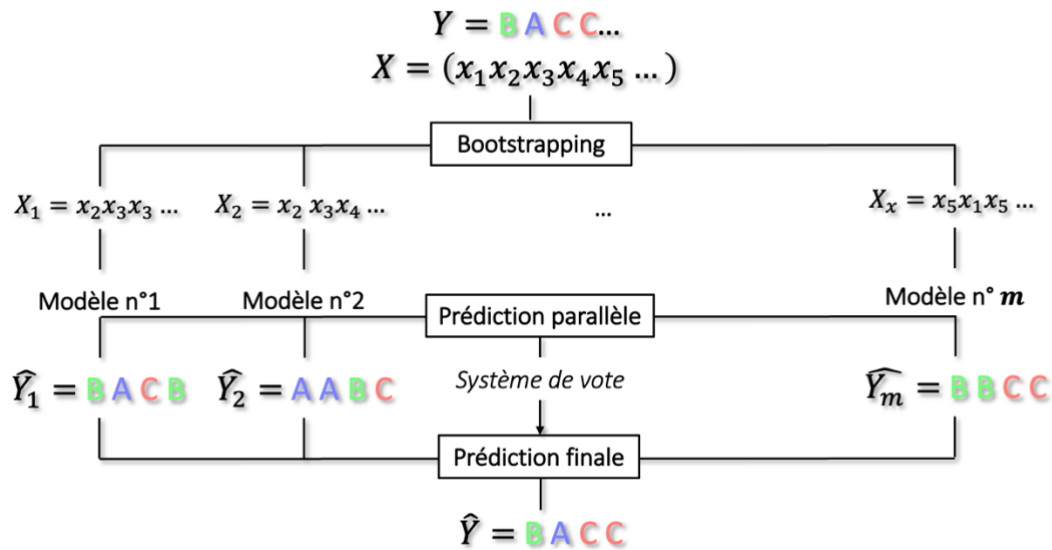 Y = B A C C...
X = (x₁x₂x₃x₄x₅ ... )
Bootstrapping
X₁ = x₂x₃x₃ ... X₂ = x₂ x₃x₄ ... ... Xₓ = x₅x₁x₅ ...
Modèle n°1 Modèle n°2 Modèle n° m
Prédiction parallèle
Ŷ₁ = B A C B Ŷ₂ = A A B C Système de vote Ŷₘ = B B C C
Prédiction finale
Ŷ = B A C C